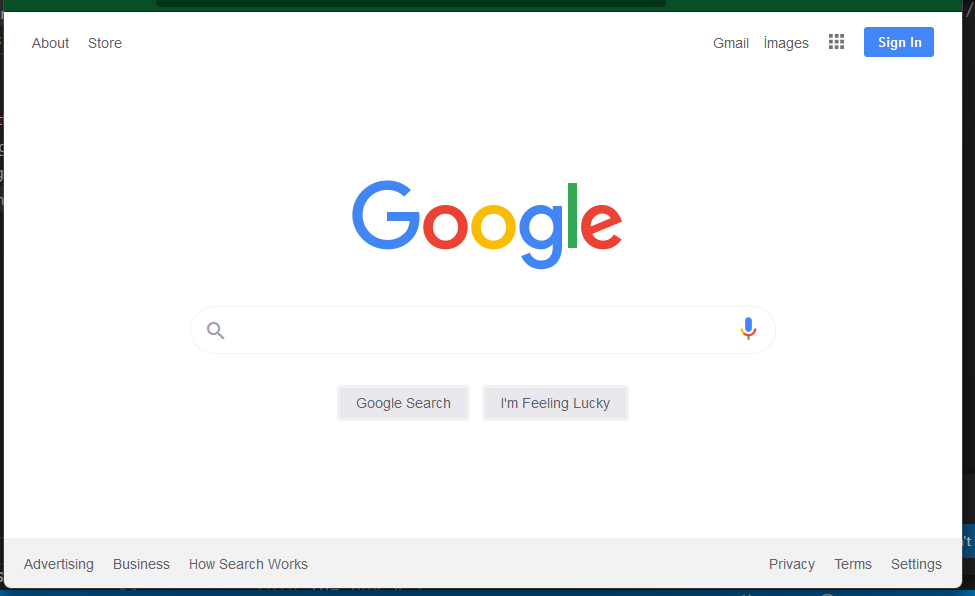 About Store Gmail İmages Sign In
Google
Google Search I'm Feeling Lucky
Advertising Business How Search Works Privacy Terms Settings